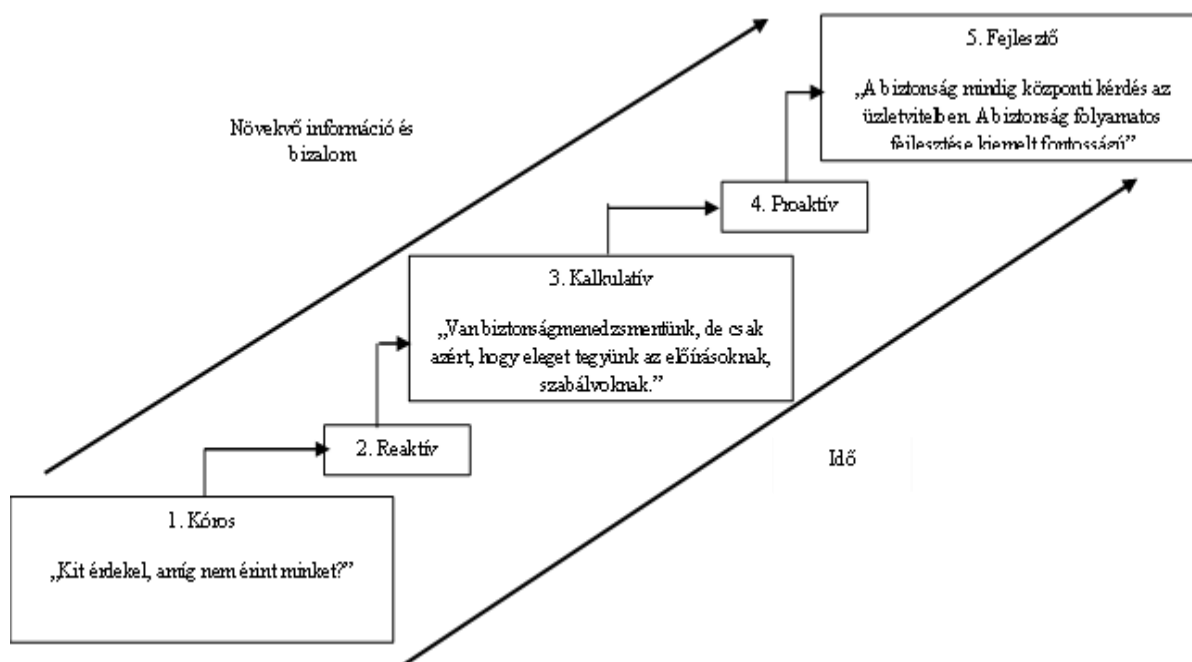 5. Fejlesztő
„A biztonság mindig központi kérdés az
üzletvitelben. A biztonság folyamatos
fejlesztése kiemelt fontosságú”
Növekvő információ és
bizalom
4. Proaktív
3. Kalkulatív
„Van biztonságmenedzsmentünk, de csak
azért, hogy eleget tegyünk az előírásoknak,
szabályoknak.”
2. Reaktív
Idő
1. Kóros
„Kit érdekel, amíg nem érint minket?”